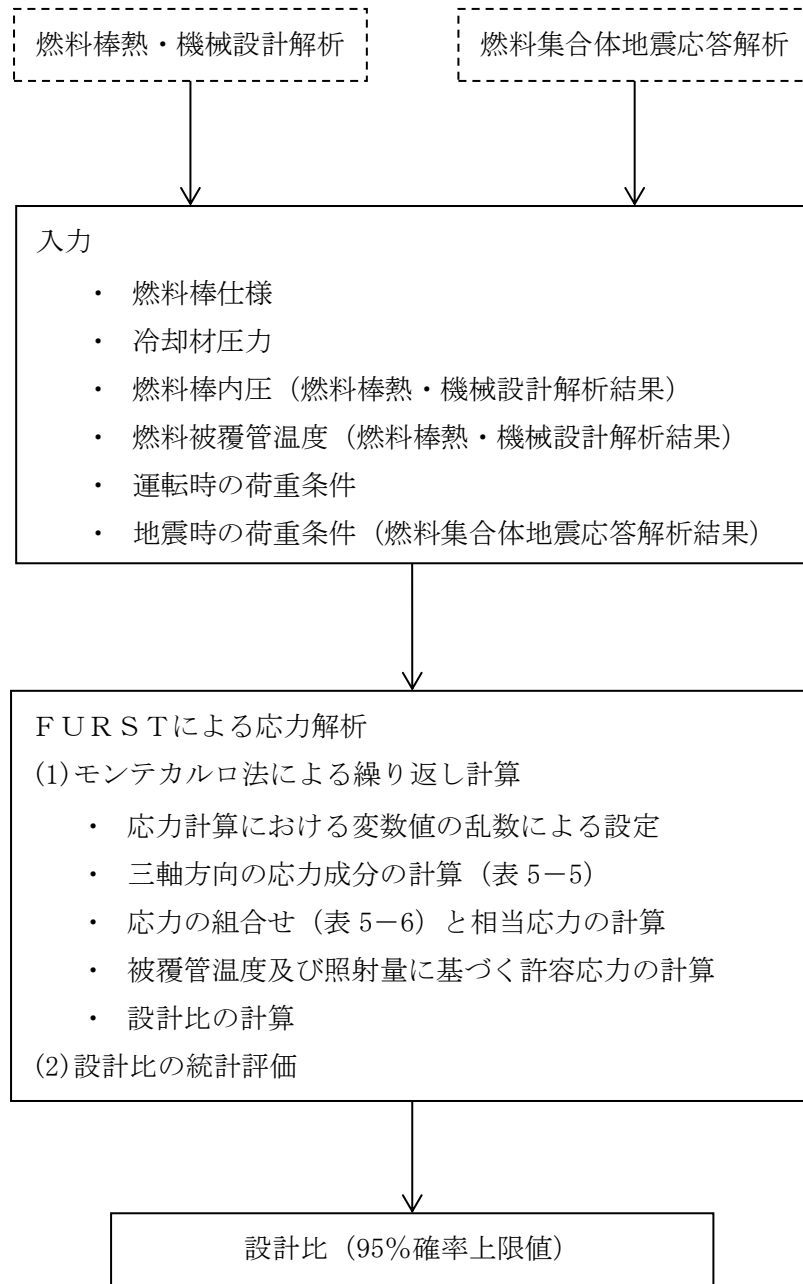 燃料棒熱・機械設計解析
燃料集合体地震応答解析
入力
・ 燃料棒仕様
・ 冷却材圧力
・ 燃料棒内圧（燃料棒熱・機械設計解析結果）
・ 燃料被覆管温度（燃料棒熱・機械設計解析結果）
・ 運転時の荷重条件
・ 地震時の荷重条件（燃料集合体地震応答解析結果）
ＦＵＲＳＴによる応力解析
(1)モンテカルロ法による繰り返し計算
・ 応力計算における変数値の乱数による設定
・ 三軸方向の応力成分の計算（表 5－5）
・ 応力の組合せ（表 5－6）と相当応力の計算
・ 被覆管温度及び照射量に基づく許容応力の計算
・ 設計比の計算
(2)設計比の統計評価
設計比（95％確率上限値）